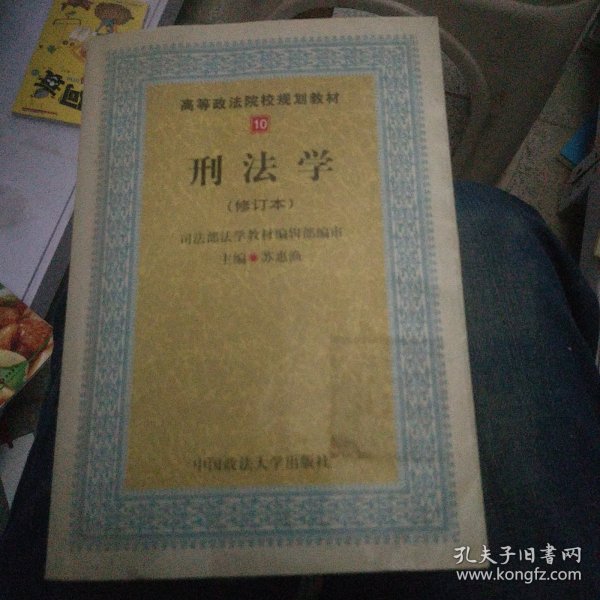 高等政法院校规划教材
10
刑法学
（修订本）
司法部法学教材编辑部编审
主编 苏惠渔
中国政法大学出版社
孔夫子旧书网
www.kongfz.com